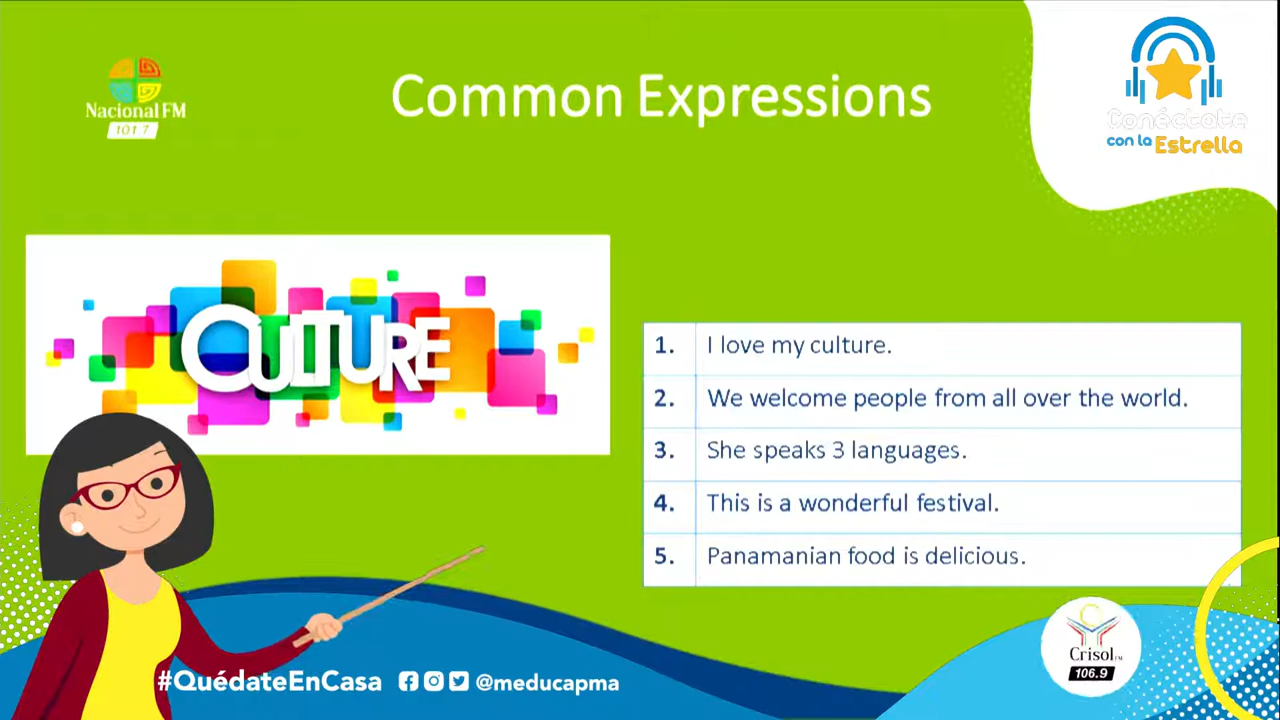 Nacional FM
101.7
Common Expressions
Conéctate
con la Estrella
CULTURE
1. I love my culture.
2. We welcome people from all over the world.
3. She speaks 3 languages.
4. This is a wonderful festival.
5. Panamanian food is delicious.
#QuédateEnCasa @meducapma
Crisol FM
106.9